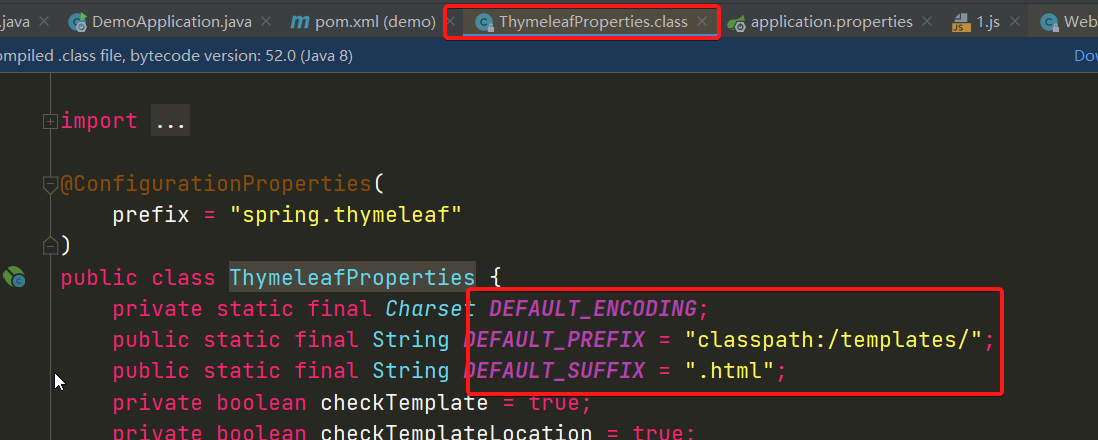 .java DemoApplication.java pom.xml (demo) ThymeleafProperties.class application.properties 1.js Web
compiled .class file, bytecode version: 52.0 (Java 8) Dow
import ...
@ConfigurationProperties(
prefix = "spring.thymeleaf"
)
public class ThymeleafProperties {
private static final Charset DEFAULT_ENCODING;
public static final String DEFAULT_PREFIX = "classpath:/templates/";
public static final String DEFAULT_SUFFIX = ".html";
private boolean checkTemplate = true;
private boolean checkTemplateLocation = true;